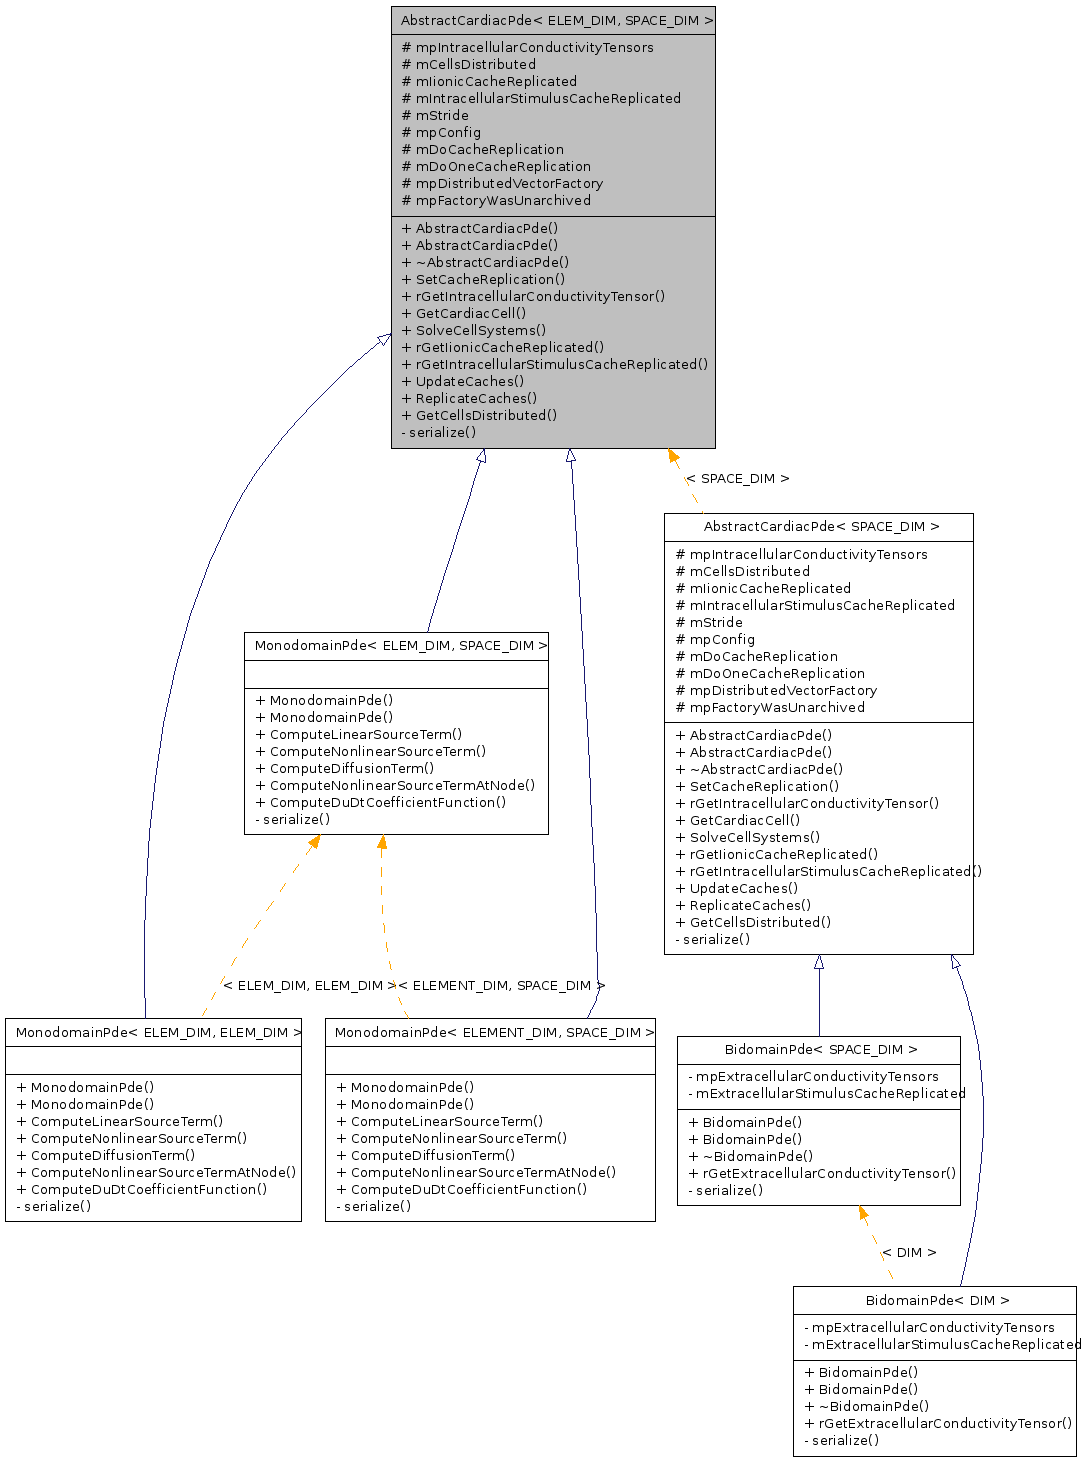 AbstractCardiacPde< ELEM_DIM, SPACE_DIM >
# mpIntracellularConductivityTensors
# mCellsDistributed
# mIionicCacheReplicated
# mIntracellularStimulusCacheReplicated
# mStride
# mpConfig
# mDoCacheReplication
# mDoOneCacheReplication
# mpDistributedVectorFactory
# mpFactoryWasUnarchived
+ AbstractCardiacPde()
+ AbstractCardiacPde()
+ ~AbstractCardiacPde()
+ SetCacheReplication()
+ rGetIntracellularConductivityTensor()
+ GetCardiacCell()
+ SolveCellSystems()
+ rGetIionicCacheReplicated()
+ rGetIntracellularStimulusCacheReplicated()
+ UpdateCaches()
+ ReplicateCaches()
+ GetCellsDistributed()
- serialize()
< SPACE_DIM >
AbstractCardiacPde< SPACE_DIM >
# mpIntracellularConductivityTensors
# mCellsDistributed
# mIionicCacheReplicated
# mIntracellularStimulusCacheReplicated
# mStride
# mpConfig
# mDoCacheReplication
# mDoOneCacheReplication
# mpDistributedVectorFactory
# mpFactoryWasUnarchived
+ AbstractCardiacPde()
+ AbstractCardiacPde()
+ ~AbstractCardiacPde()
+ SetCacheReplication()
+ rGetIntracellularConductivityTensor()
+ GetCardiacCell()
+ SolveCellSystems()
+ rGetIionicCacheReplicated()
+ rGetIntracellularStimulusCacheReplicated()
+ UpdateCaches()
+ ReplicateCaches()
+ GetCellsDistributed()
- serialize()
MonodomainPde< ELEM_DIM, SPACE_DIM >
+ MonodomainPde()
+ MonodomainPde()
+ ComputeLinearSourceTerm()
+ ComputeNonlinearSourceTerm()
+ ComputeDiffusionTerm()
+ ComputeNonlinearSourceTermAtNode()
+ ComputeDuDtCoefficientFunction()
- serialize()
< ELEM_DIM, ELEM_DIM >
< ELEMENT_DIM, SPACE_DIM >
MonodomainPde< ELEM_DIM, ELEM_DIM >
+ MonodomainPde()
+ MonodomainPde()
+ ComputeLinearSourceTerm()
+ ComputeNonlinearSourceTerm()
+ ComputeDiffusionTerm()
+ ComputeNonlinearSourceTermAtNode()
+ ComputeDuDtCoefficientFunction()
- serialize()
MonodomainPde< ELEMENT_DIM, SPACE_DIM >
+ MonodomainPde()
+ MonodomainPde()
+ ComputeLinearSourceTerm()
+ ComputeNonlinearSourceTerm()
+ ComputeDiffusionTerm()
+ ComputeNonlinearSourceTermAtNode()
+ ComputeDuDtCoefficientFunction()
- serialize()
BidomainPde< SPACE_DIM >
- mpExtracellularConductivityTensors
- mExtracellularStimulusCacheReplicated
+ BidomainPde()
+ BidomainPde()
+ ~BidomainPde()
+ rGetExtracellularConductivityTensor()
- serialize()
< DIM >
BidomainPde< DIM >
- mpExtracellularConductivityTensors
- mExtracellularStimulusCacheReplicated
+ BidomainPde()
+ BidomainPde()
+ ~BidomainPde()
+ rGetExtracellularConductivityTensor()
- serialize()